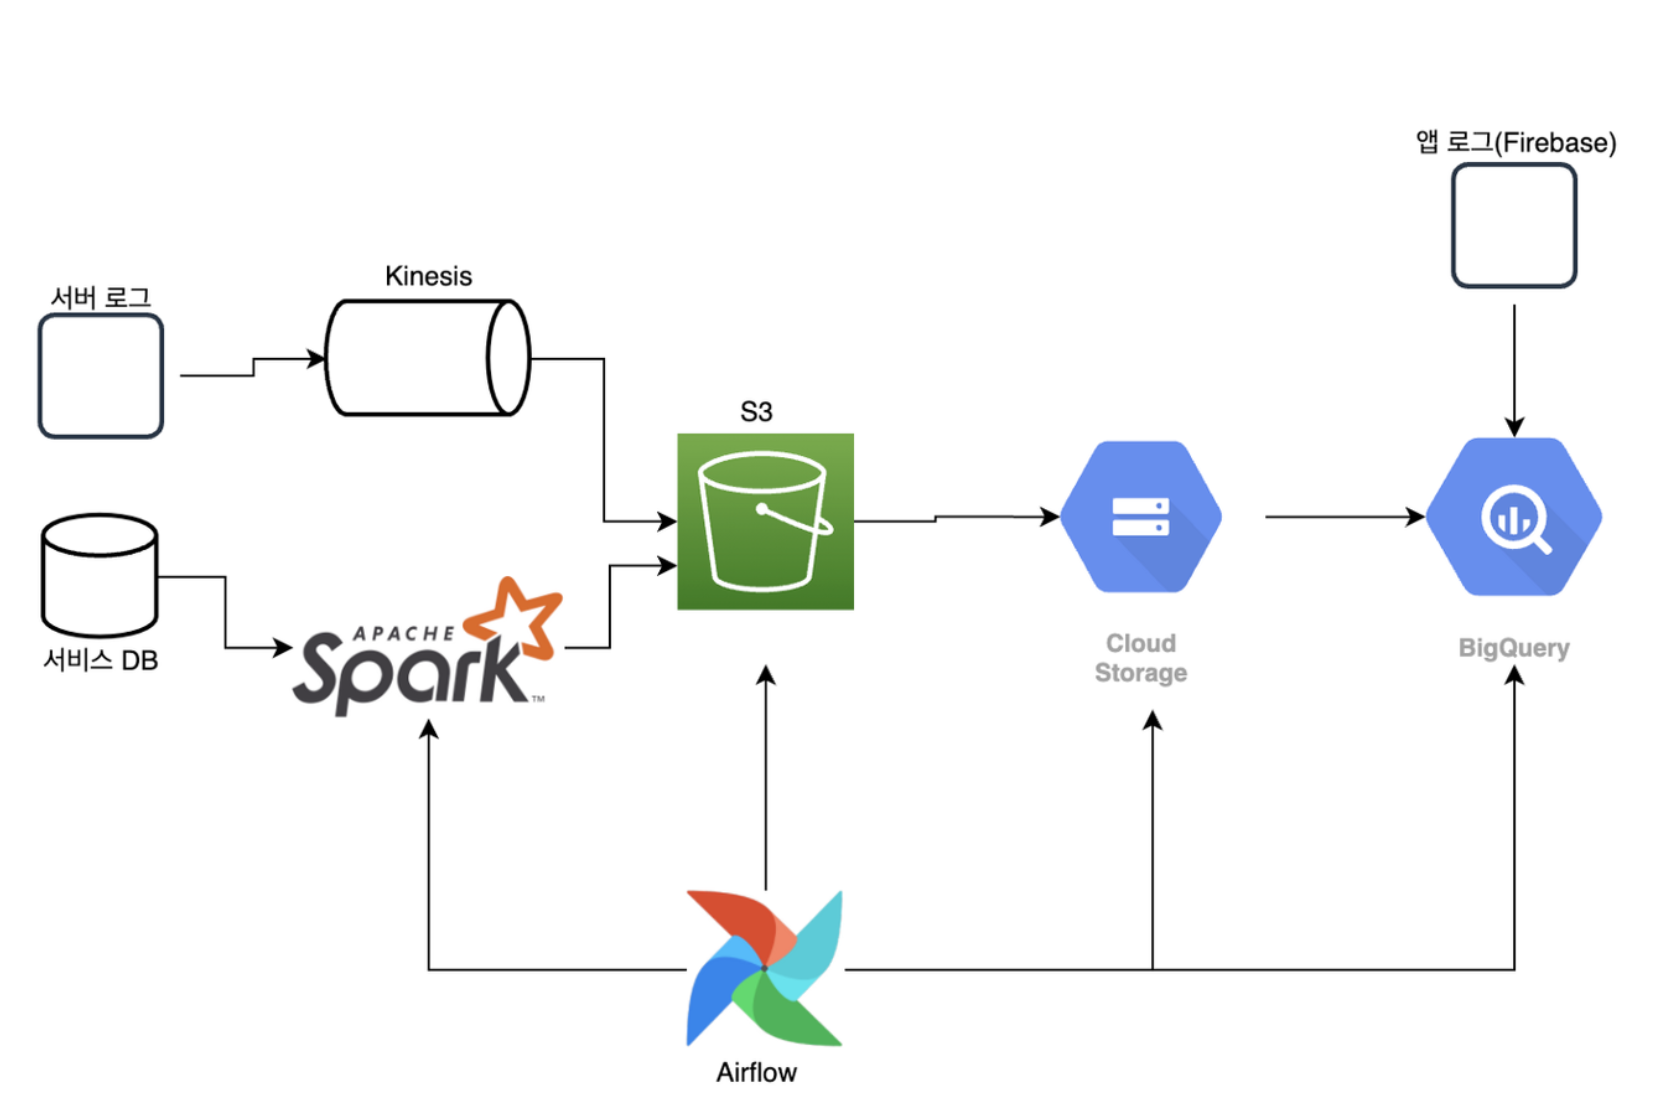 앱 로그(Firebase)
Kinesis
서버 로그
S3
APACHE
Spark™
서비스 DB
Cloud
Storage
BigQuery
Airflow